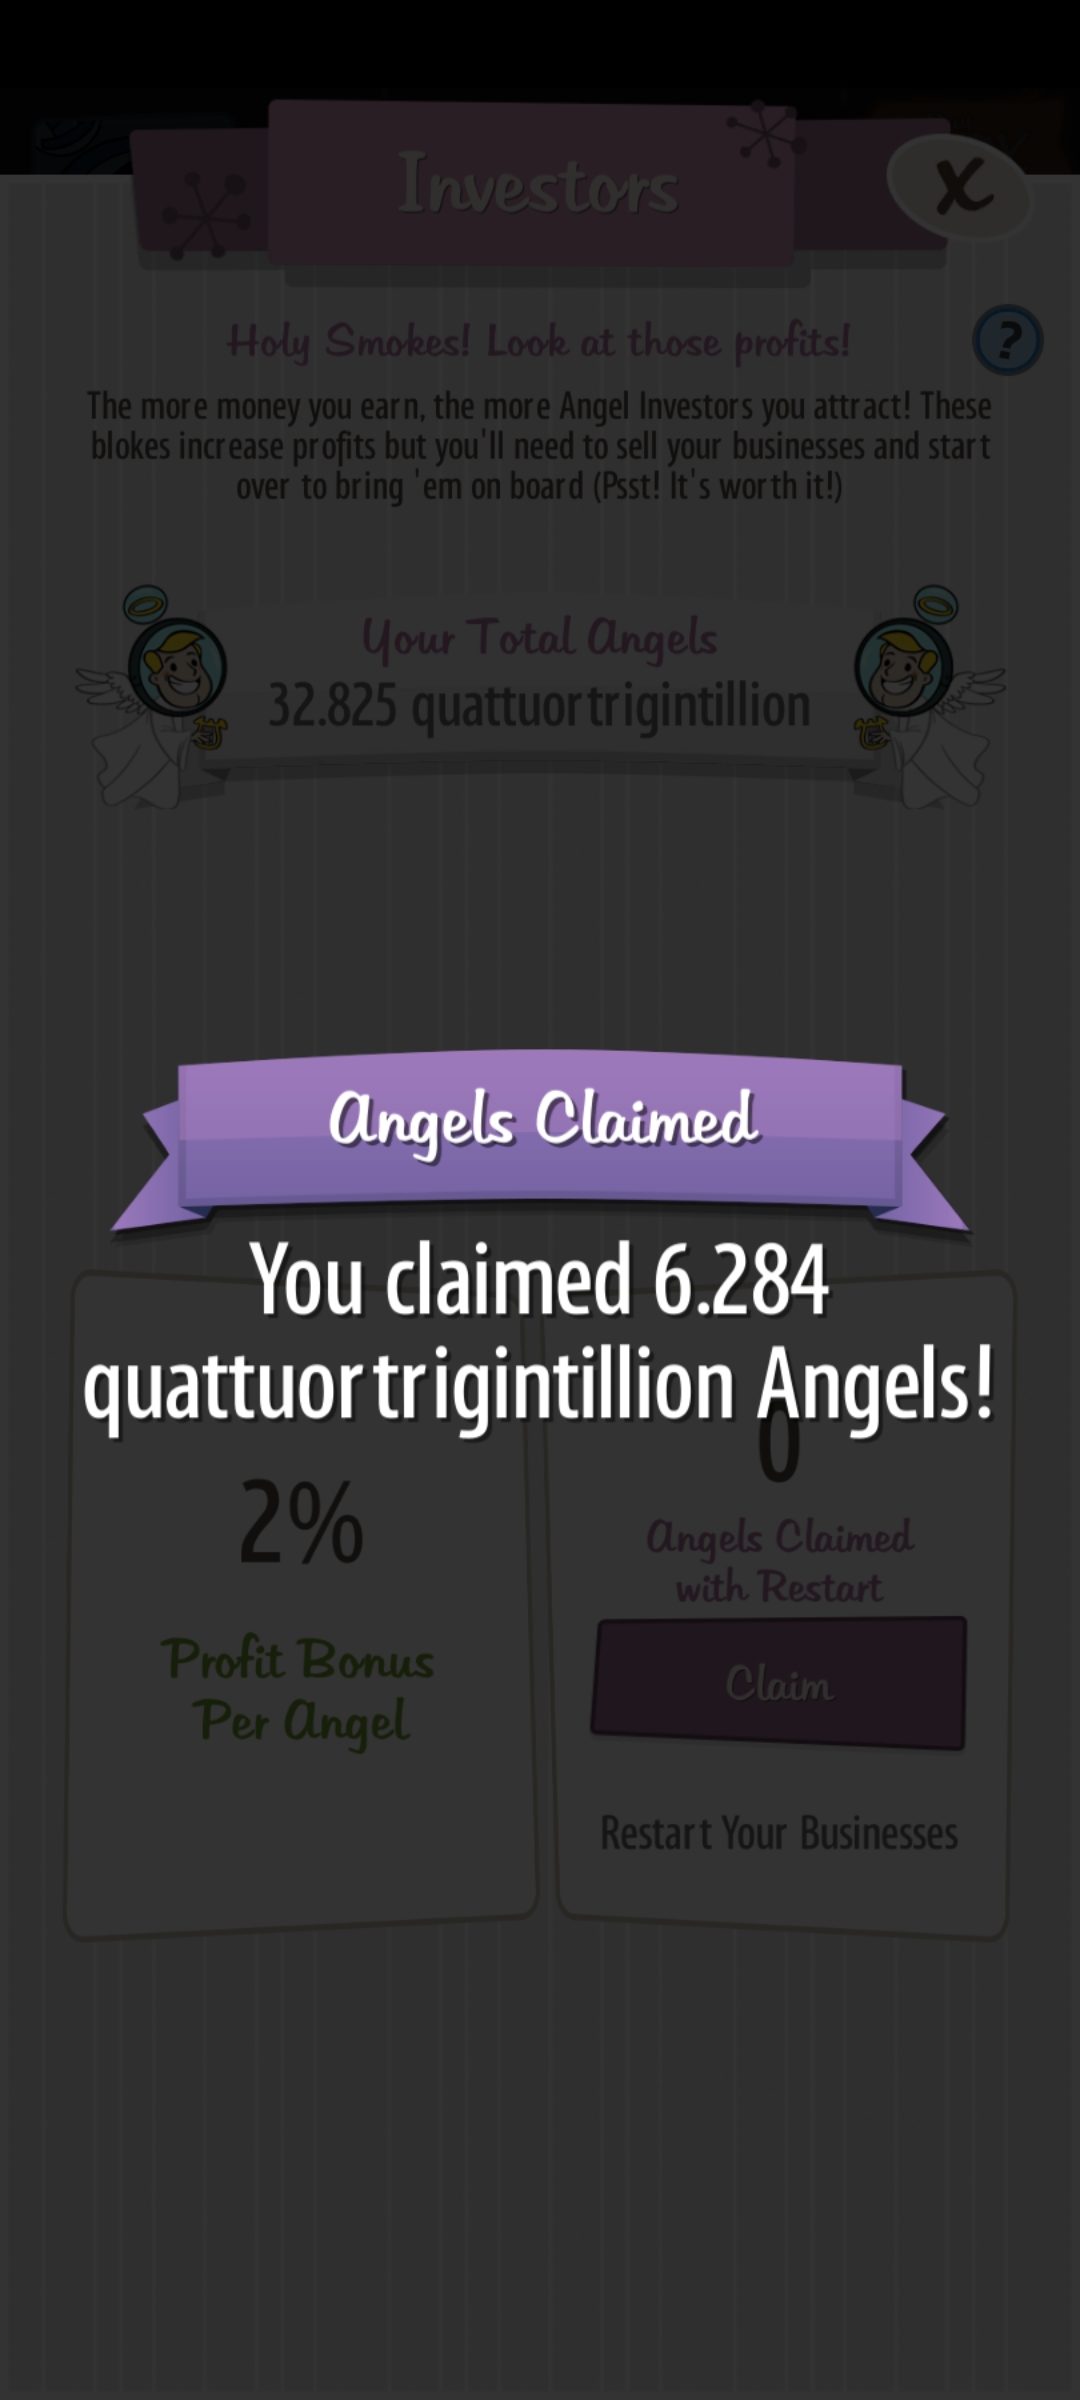 Investors
X
Holy Smokes! Look at those profits!
?
The more money you earn, the more Angel Investors you attract! These
blokes increase profits but you'll need to sell your businesses and start
over to bring 'em on board (Psst! It's worth it!)
Your Total Angels
32.825 quattuortrigintillion
Angels Claimed
You claimed 6.284
quattuortrigintillion Angels!
2%
Profit Bonus
Per Angel
0
Angels Claimed
with Restart
Claim
Restart Your Businesses